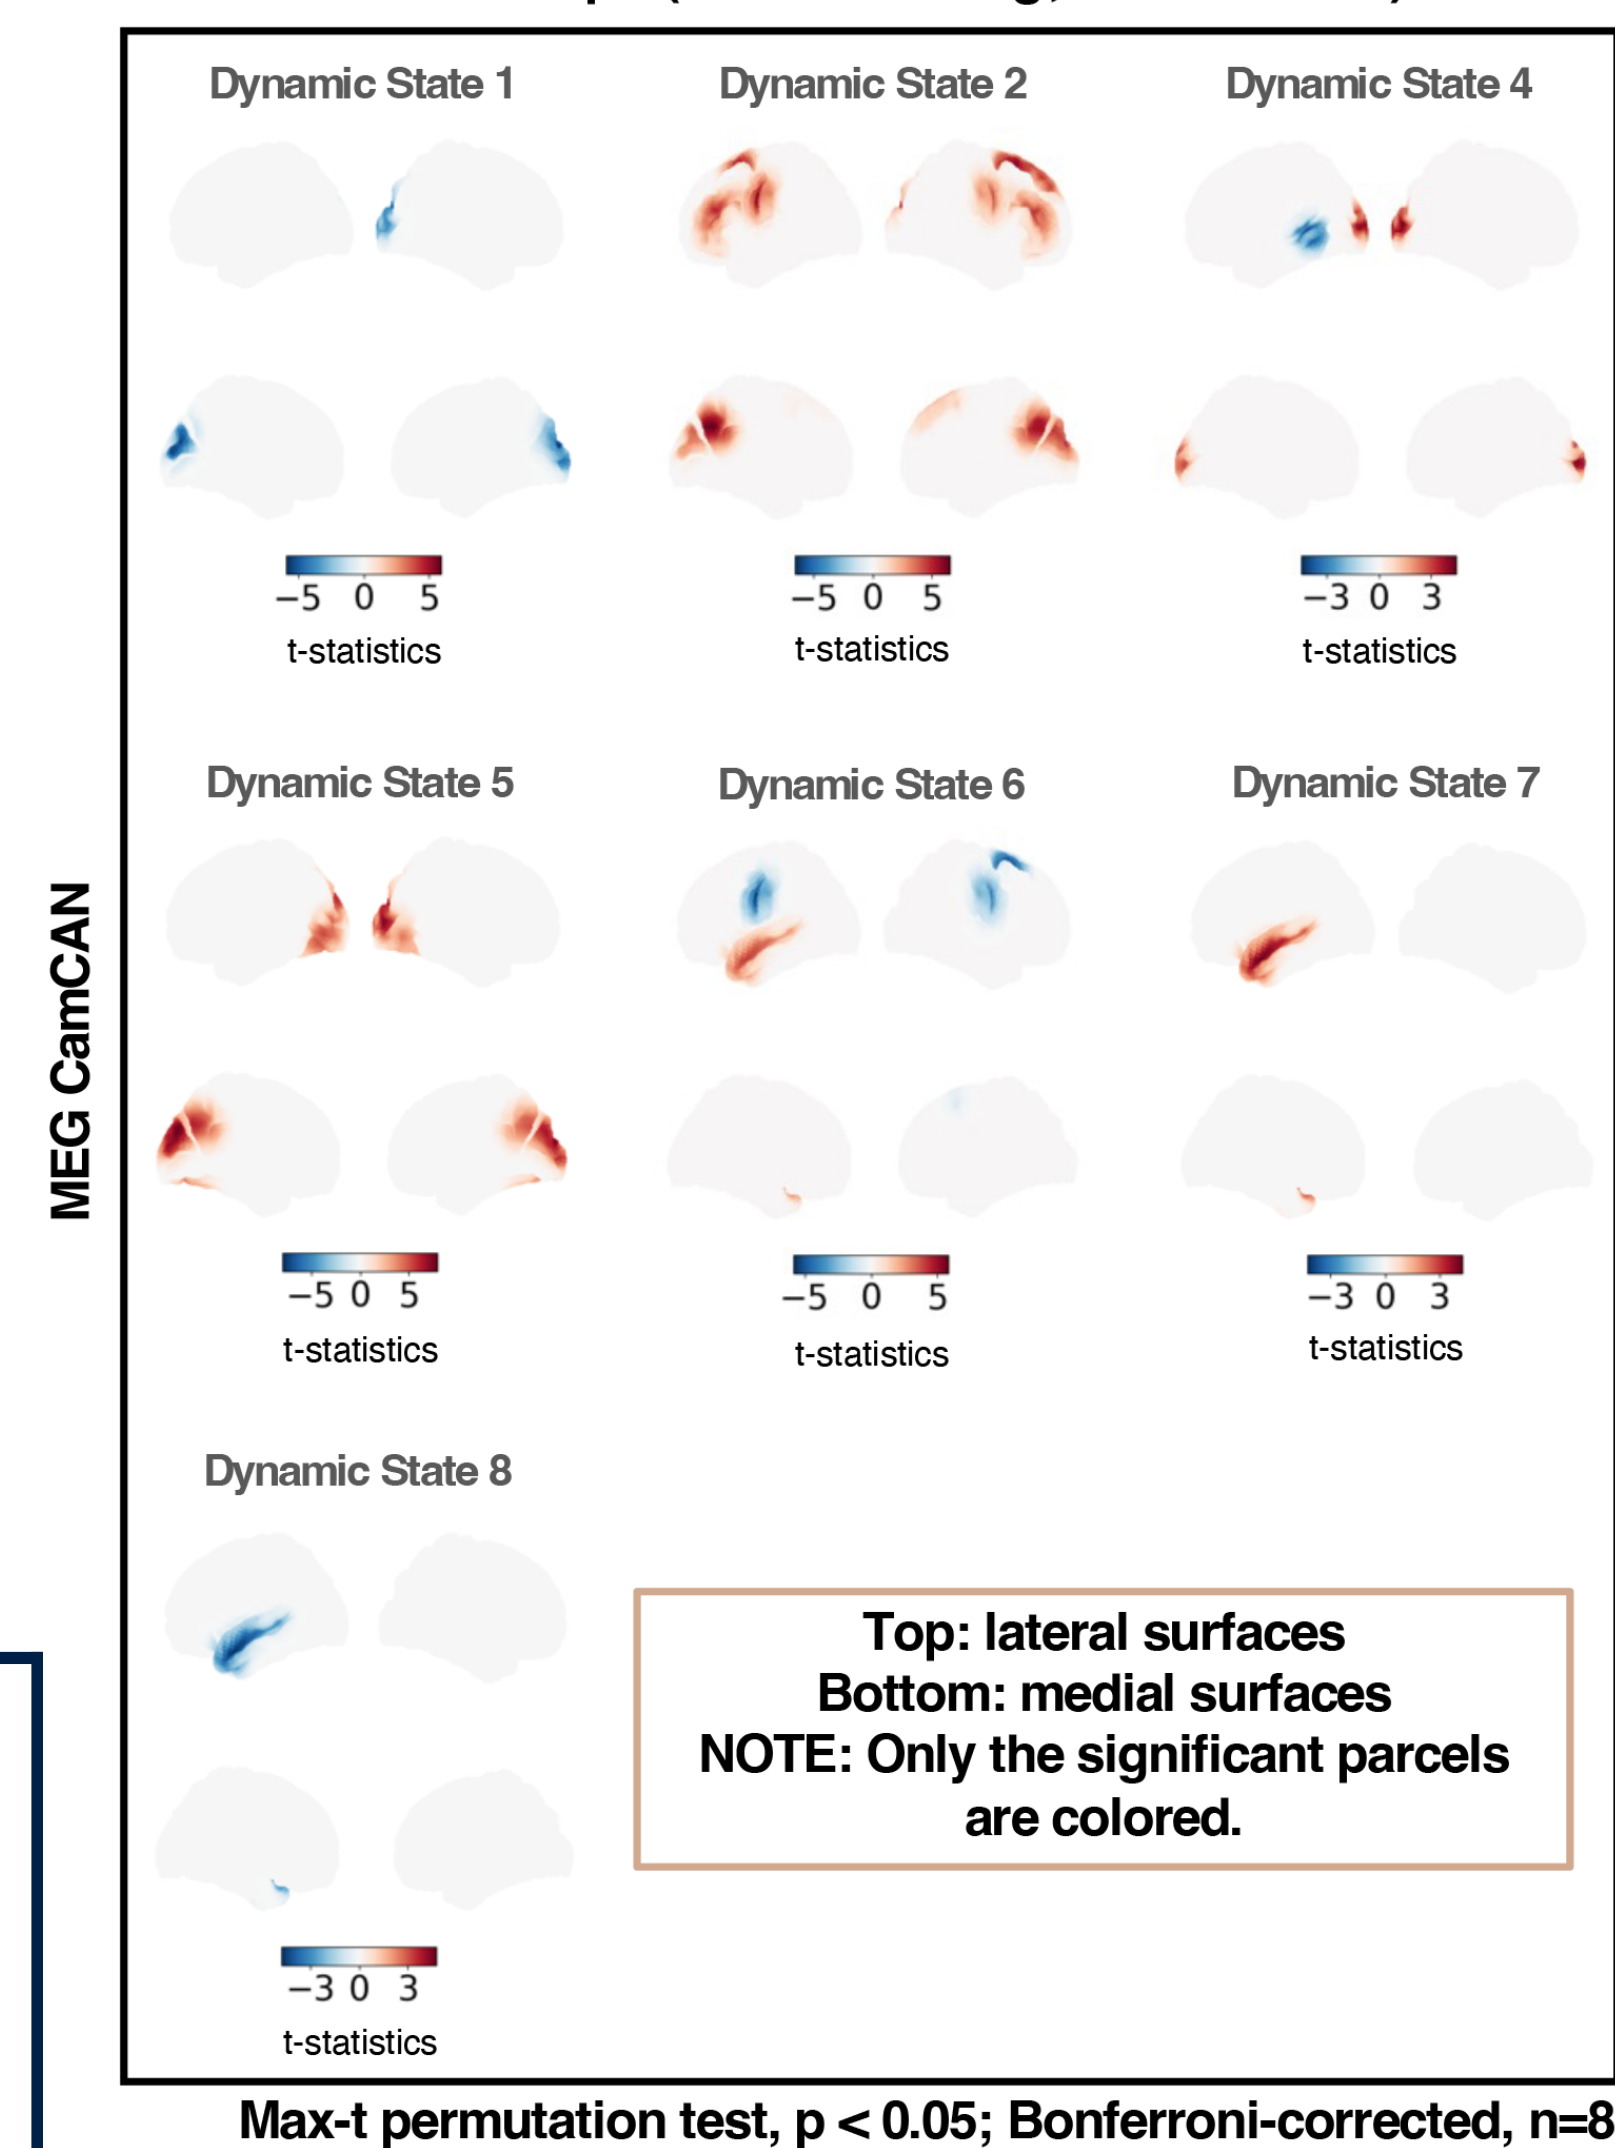 Dynamic State 1
Dynamic State 2
Dynamic State 4
−5 0 5
t-statistics
−5 0 5
t-statistics
−3 0 3
t-statistics
MEG CamCAN
Dynamic State 5
Dynamic State 6
Dynamic State 7
−5 0 5
t-statistics
−5 0 5
t-statistics
−3 0 3
t-statistics
Dynamic State 8
−3 0 3
t-statistics
Top: lateral surfaces
Bottom: medial surfaces
NOTE: Only the significant parcels
are colored.
Max-t permutation test, p < 0.05; Bonferroni-corrected, n=8